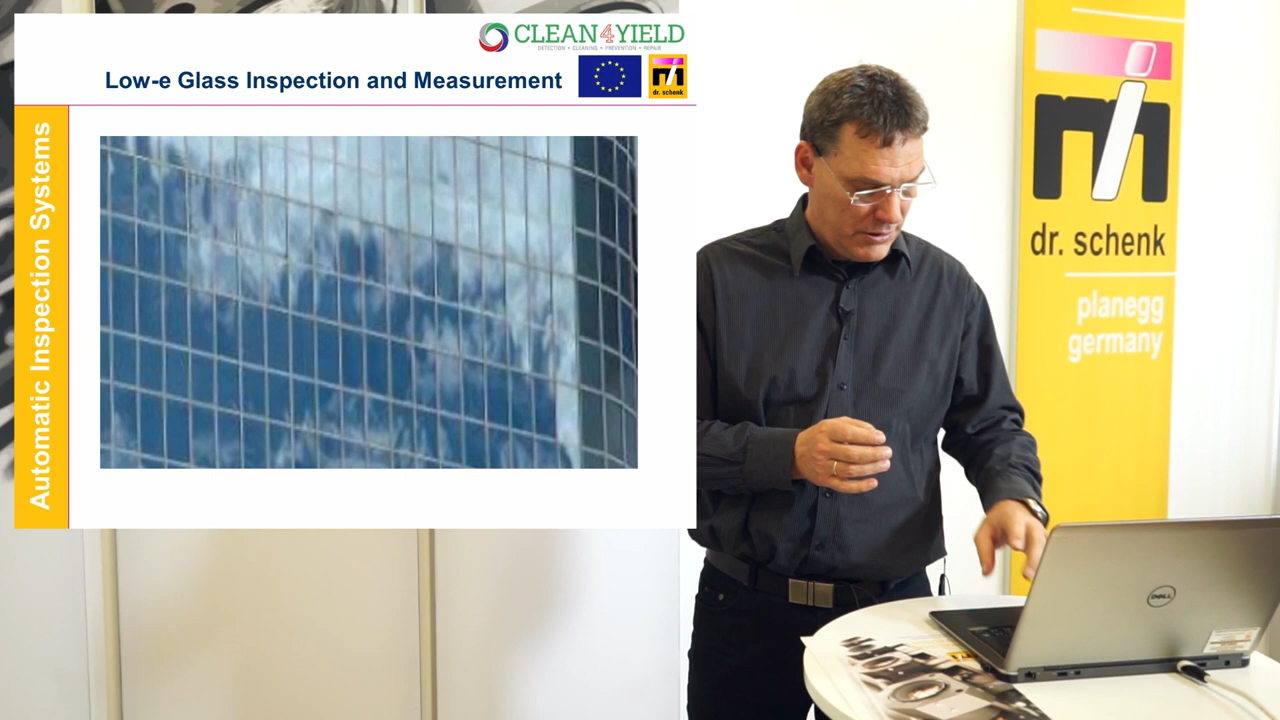 CLEAN4YIELD
DETECTION • CLEANING • PREVENTION • REPAIR
Low-e Glass Inspection and Measurement
dr. schenk
Automatic Inspection Systems
dr. schenk
planegg
germany
DELL